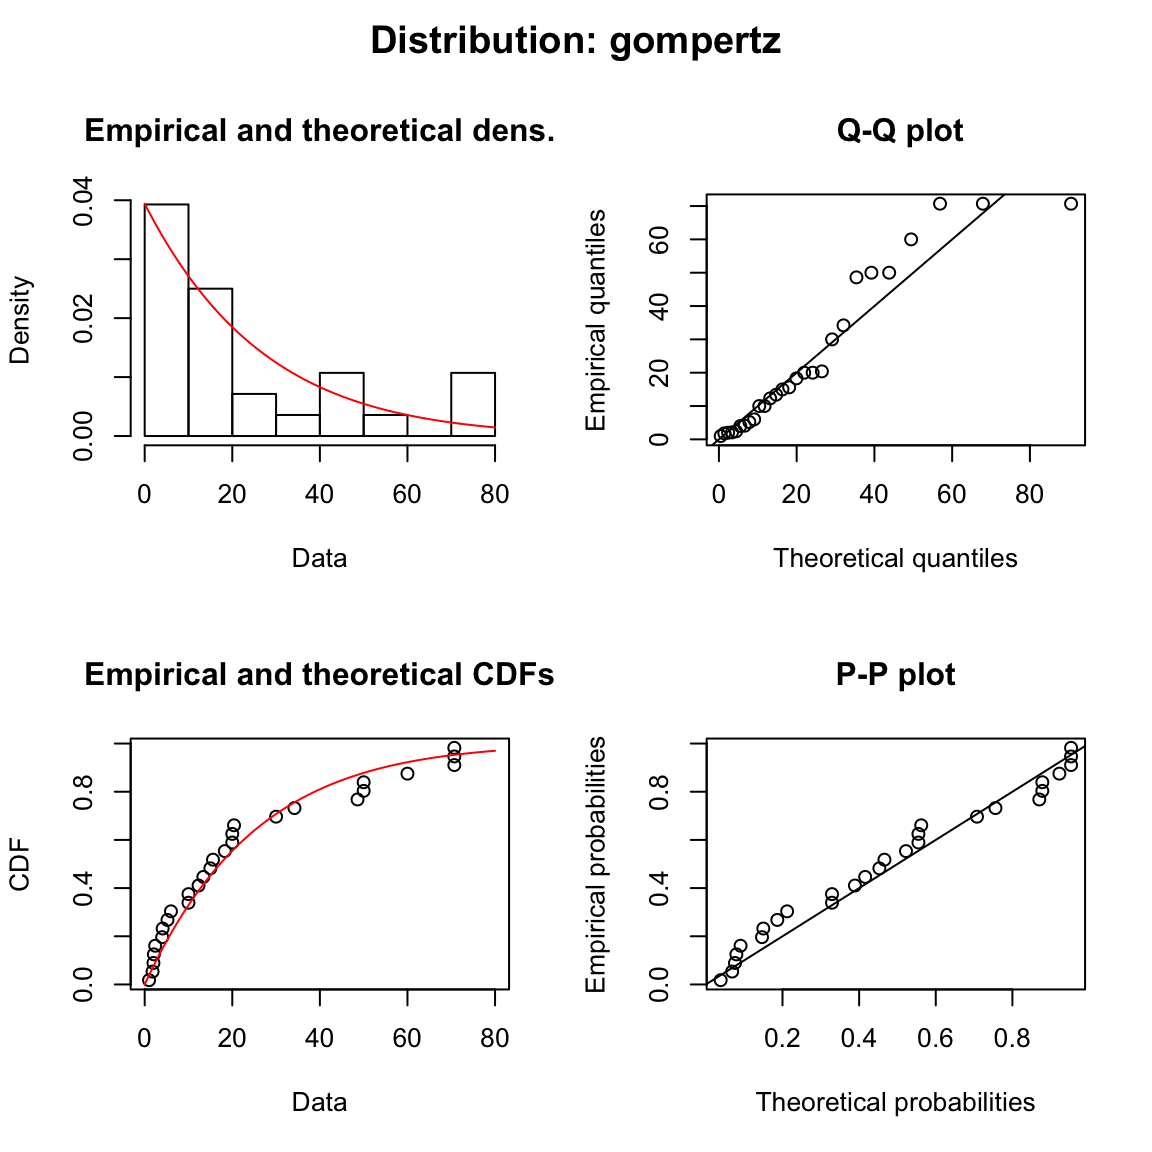 Distribution: gompertz
Empirical and theoretical dens.
Density
0.00 0.02 0.04
0 20 40 60 80
Data
Q-Q plot
Empirical quantiles
0 20 40 60
0 20 40 60 80
Theoretical quantiles
Empirical and theoretical CDFs
CDF
0.0 0.4 0.8
0 20 40 60 80
Data
P-P plot
Empirical probabilities
0.0 0.4 0.8
0.2 0.4 0.6 0.8
Theoretical probabilities